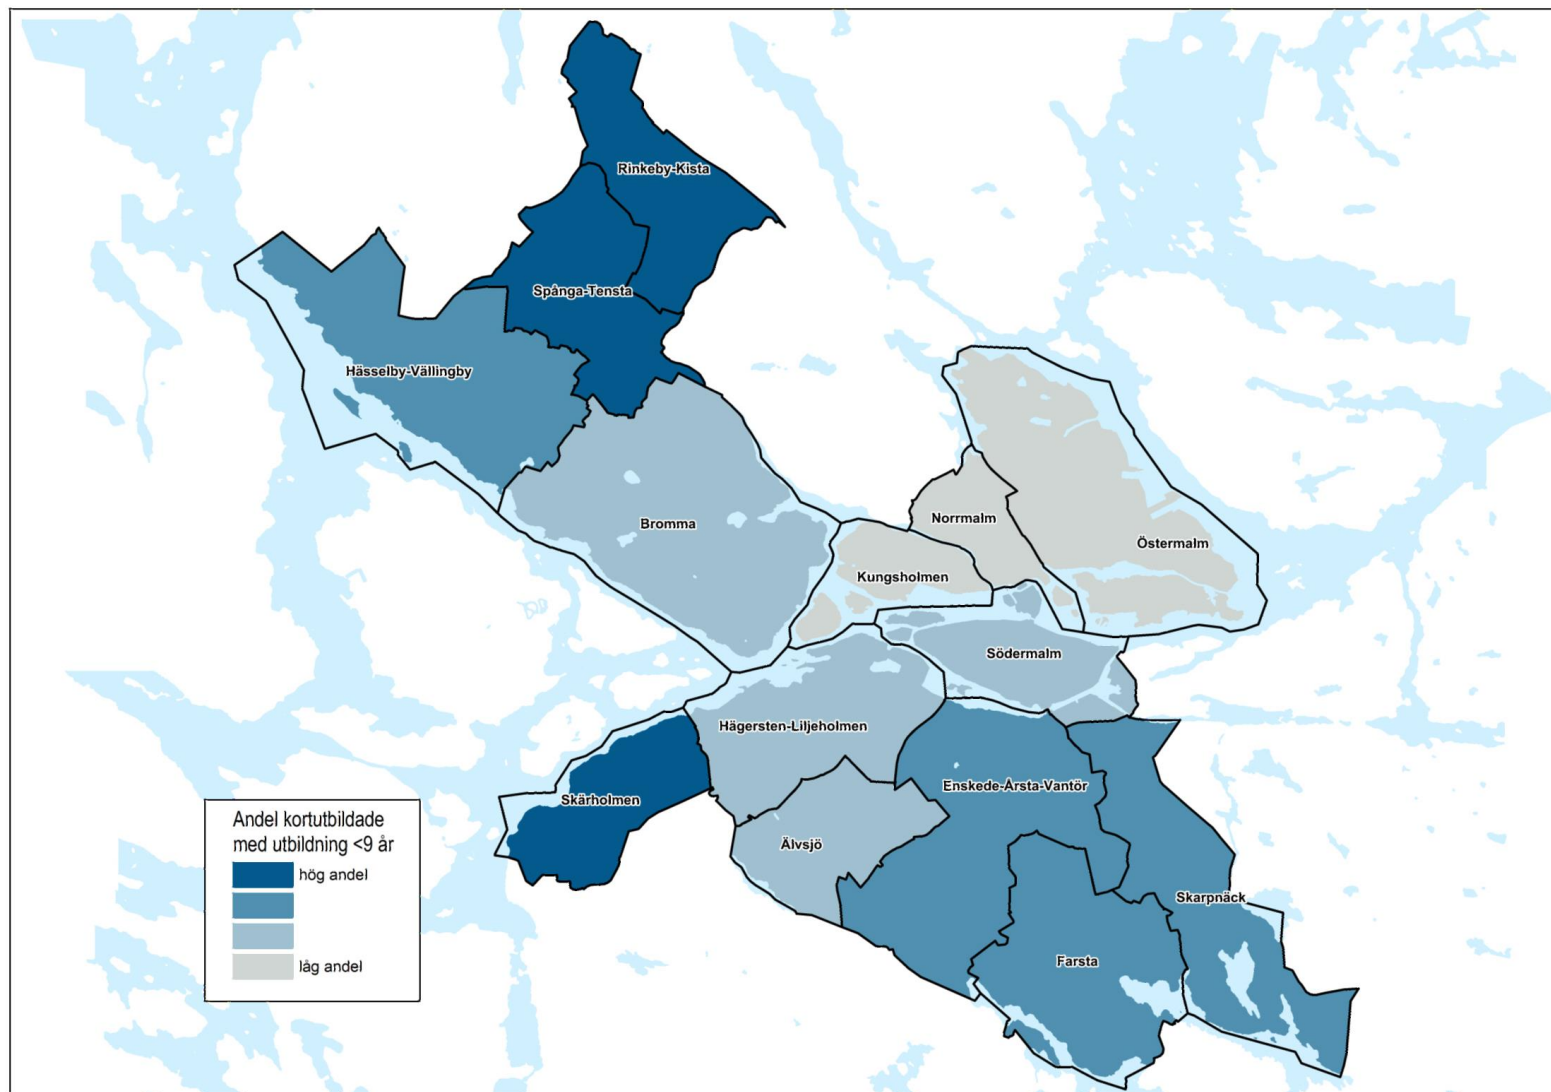 Rinkeby-Kista
Spånga-Tensta
Hässelby-Vällingby
Bromma
Norrmalm
Östermalm
Kungsholmen
Södermalm
Hägersten-Liljeholmen
Enskede-Årsta-Vantör
Skärholmen
Älvsjö
Skarpnäck
Farsta
Andel kortutbildade
med utbildning <9 år
hög andel
låg andel